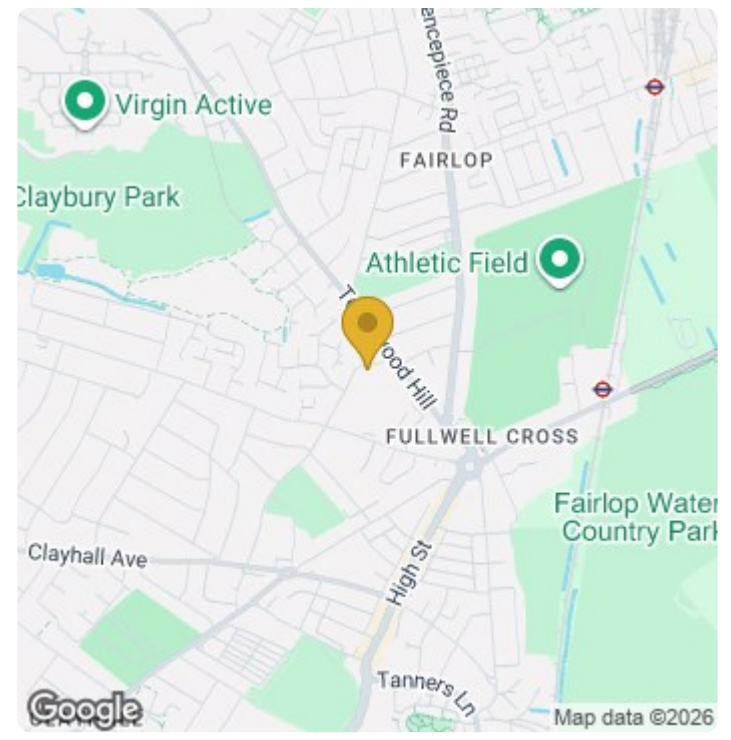 encepiece Rd
Virgin Active
FAIRLOP
Claybury Park
Athletic Field
ood Hill
FULLWELL CROSS
Fairlop Water
Country Park
Clayhall Ave
High St
Tanners Ln
Google
Map data ©2026